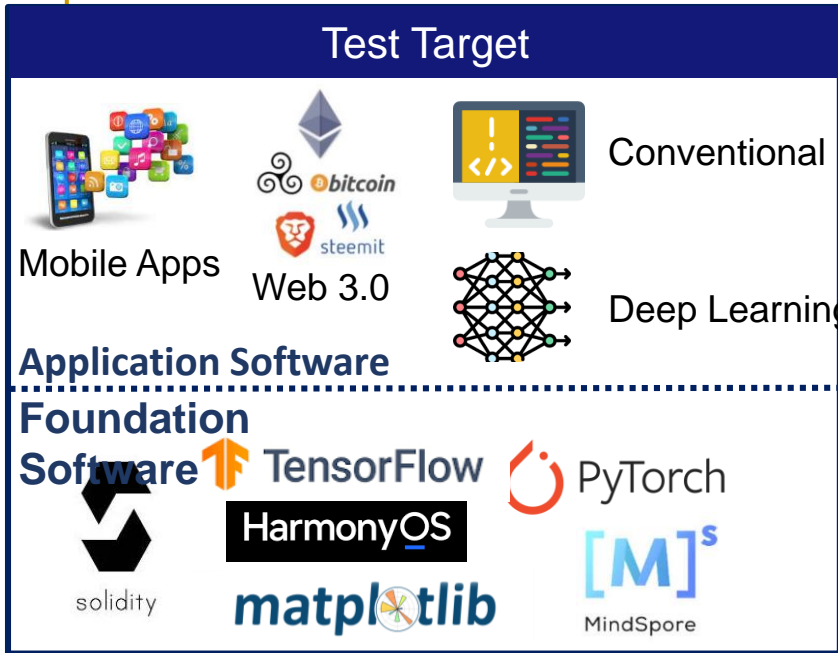 Test Target
bitcoin
steemit
</>
Conventional
Mobile Apps
Web 3.0
Deep Learning
Application Software
Foundation
Software
TensorFlow
PyTorch
HarmonyOS
[M]s
solidity
matplotlib
MindSpore